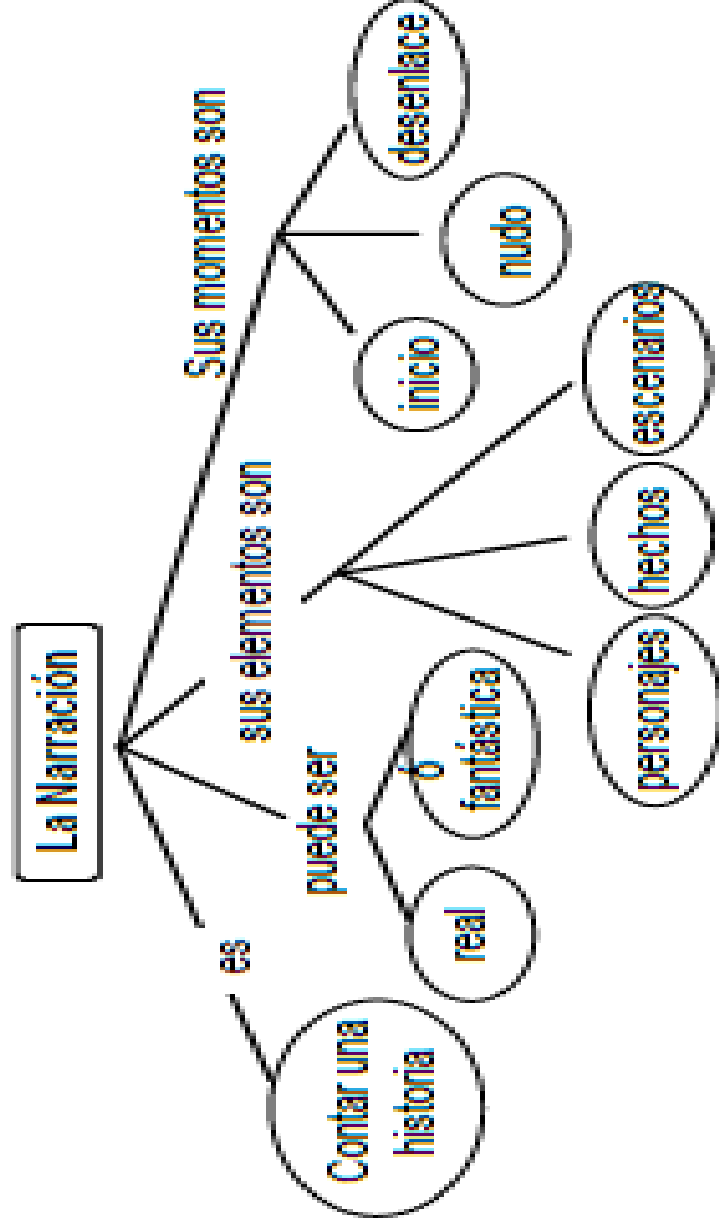 La Narración
es
Contar una
historia
puede ser
real
ó
fantástica
sus elementos son
personajes
hechos
escenarios
Sus momentos son
inicio
nudo
desenlace